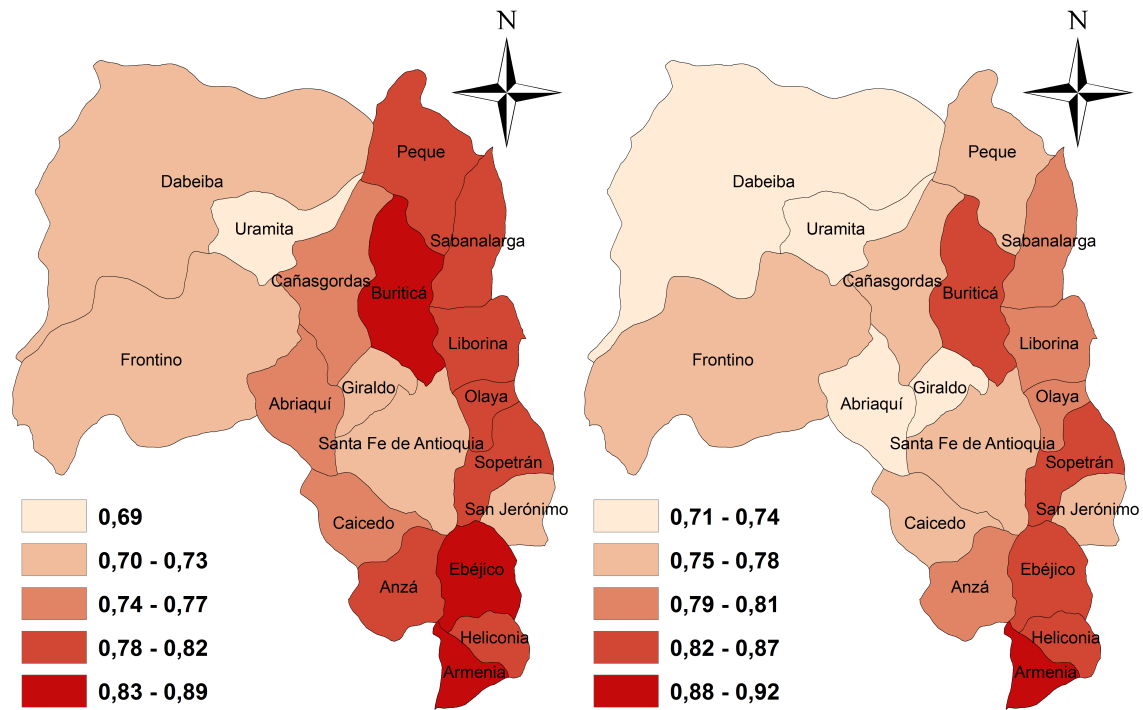 N
Peque
Dabeiba
Uramita
Sabanalarga
Cañasgordas
Buriticá
Liborina
Frontino
Giraldo
Olaya
Abriaquí
Santa Fe de Antioquia
Sopetrán
San Jerónimo
Caicedo
Ebéjico
Anzá
Heliconia
Armenia
0,69
0,70 - 0,73
0,74 - 0,77
0,78 - 0,82
0,83 - 0,89
N
Peque
Dabeiba
Uramita
Sabanalarga
Cañasgordas
Buriticá
Liborina
Frontino
Giraldo
Olaya
Abriaquí
Santa Fe de Antioquia
Sopetrán
San Jerónimo
Caicedo
Ebéjico
Anzá
Heliconia
Armenia
0,71 - 0,74
0,75 - 0,78
0,79 - 0,81
0,82 - 0,87
0,88 - 0,92